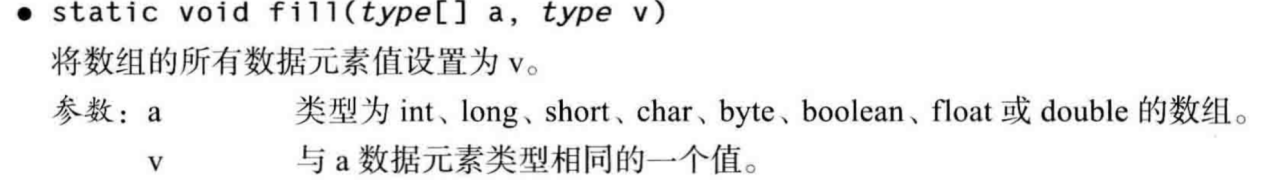 • static void fill(type[] a, type v)
将数组的所有数据元素值设置为 v。
参数：a 类型为 int、long、short、char、byte、boolean、float 或 double 的数组。
v 与 a 数据元素类型相同的一个值。